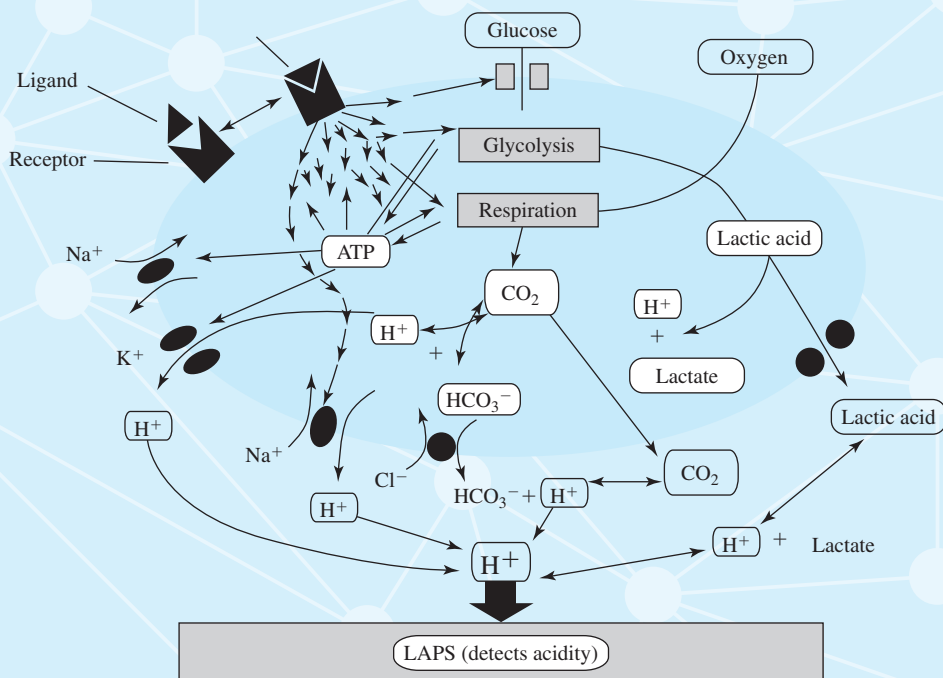 Glucose
Oxygen
Ligand
Receptor
Glycolysis
Respiration
Na⁺
ATP
Lactic acid
CO₂
H⁺
H⁺
+
+
K⁺
Lactate
HCO₃⁻
H⁺
Lactic acid
Na⁺
Cl⁻
CO₂
HCO₃⁻ + H⁺
H⁺
H⁺ + Lactate
H⁺
LAPS (detects acidity)